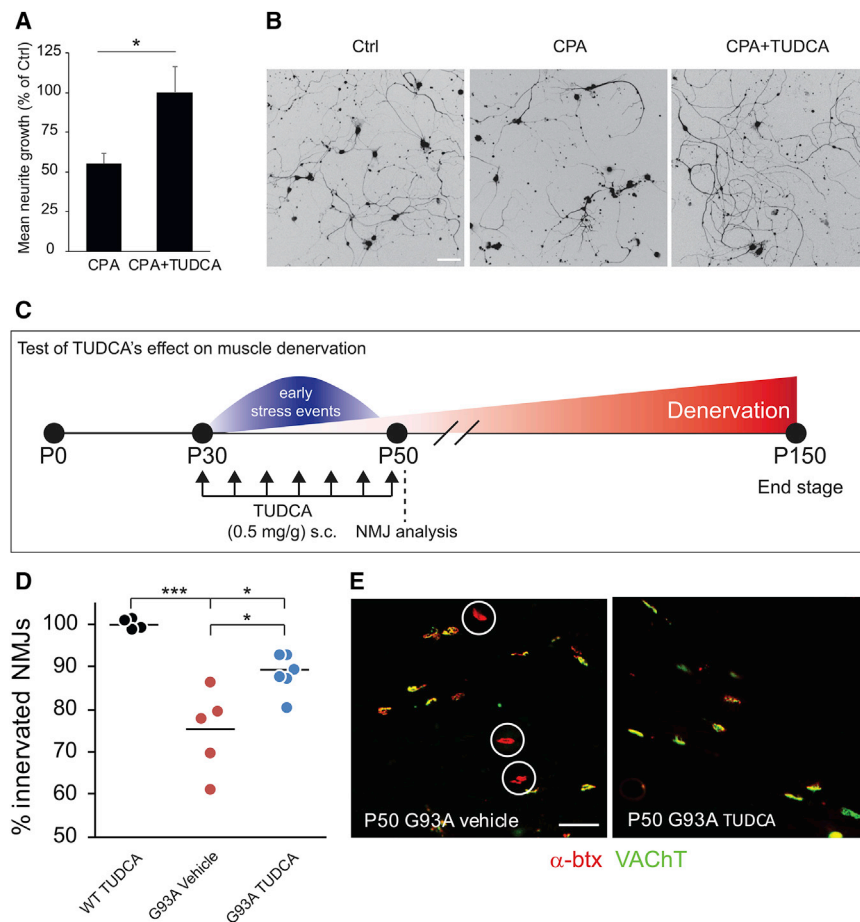 A
*
125
100
75
50
25
0
Mean neurite growth (% of Ctrl)
CPA CPA+TUDCA
B
Ctrl CPA CPA+TUDCA
C
Test of TUDCA's effect on muscle denervation
early
stress events
Denervation
P0 P30 P50 P150
End stage
TUDCA
(0.5 mg/g) s.c. NMJ analysis
D
*** *
*
100
90
80
70
60
50
% innervated NMJs
WT TUDCA
G93A Vehicle
G93A TUDCA
E
P50 G93A vehicle P50 G93A TUDCA
α-btx VAChT